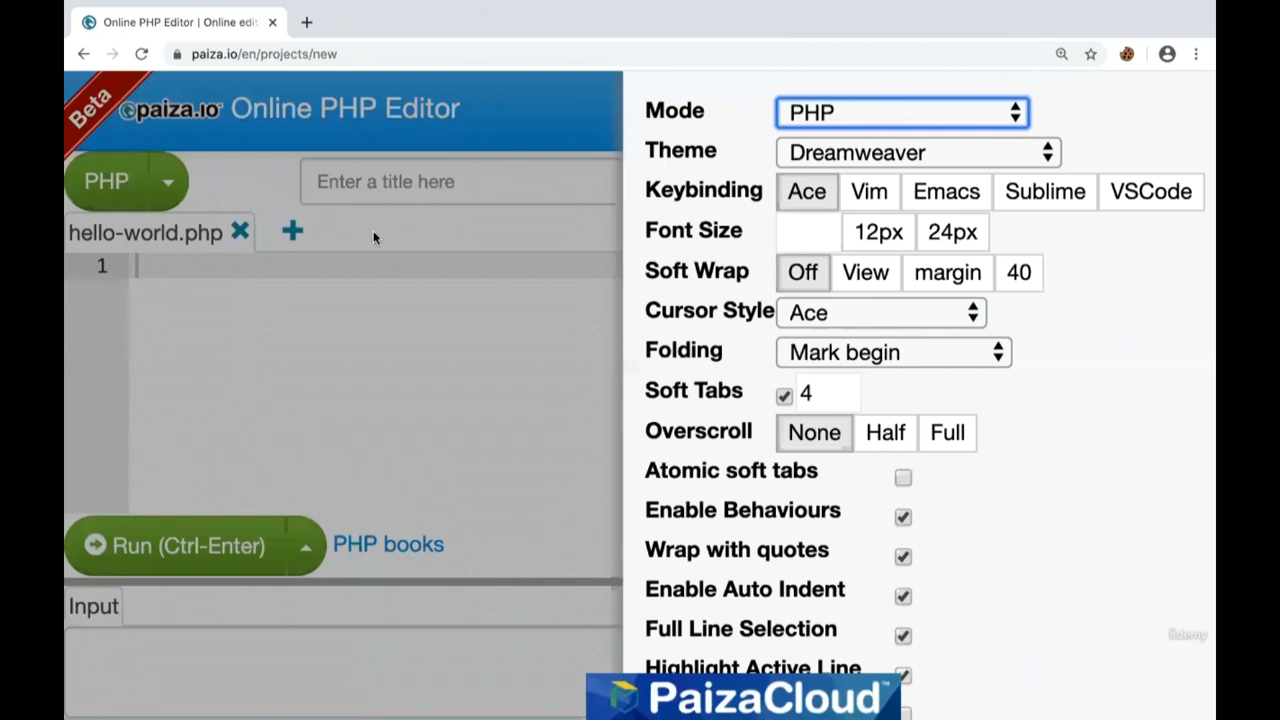 Online PHP Editor | Online edit
paiza.io/en/projects/new
Beta
paiza.io Online PHP Editor
PHP
Enter a title here
hello-world.php
1
Run (Ctrl-Enter)
PHP books
Input
Mode PHP
Theme Dreamweaver
Keybinding Ace Vim Emacs Sublime VSCode
Font Size 12px 24px
Soft Wrap Off View margin 40
Cursor Style Ace
Folding Mark begin
Soft Tabs 4
Overscroll None Half Full
Atomic soft tabs
Enable Behaviours
Wrap with quotes
Enable Auto Indent
Full Line Selection
Highlight Active Line
PaizaCloud™
ûdemy